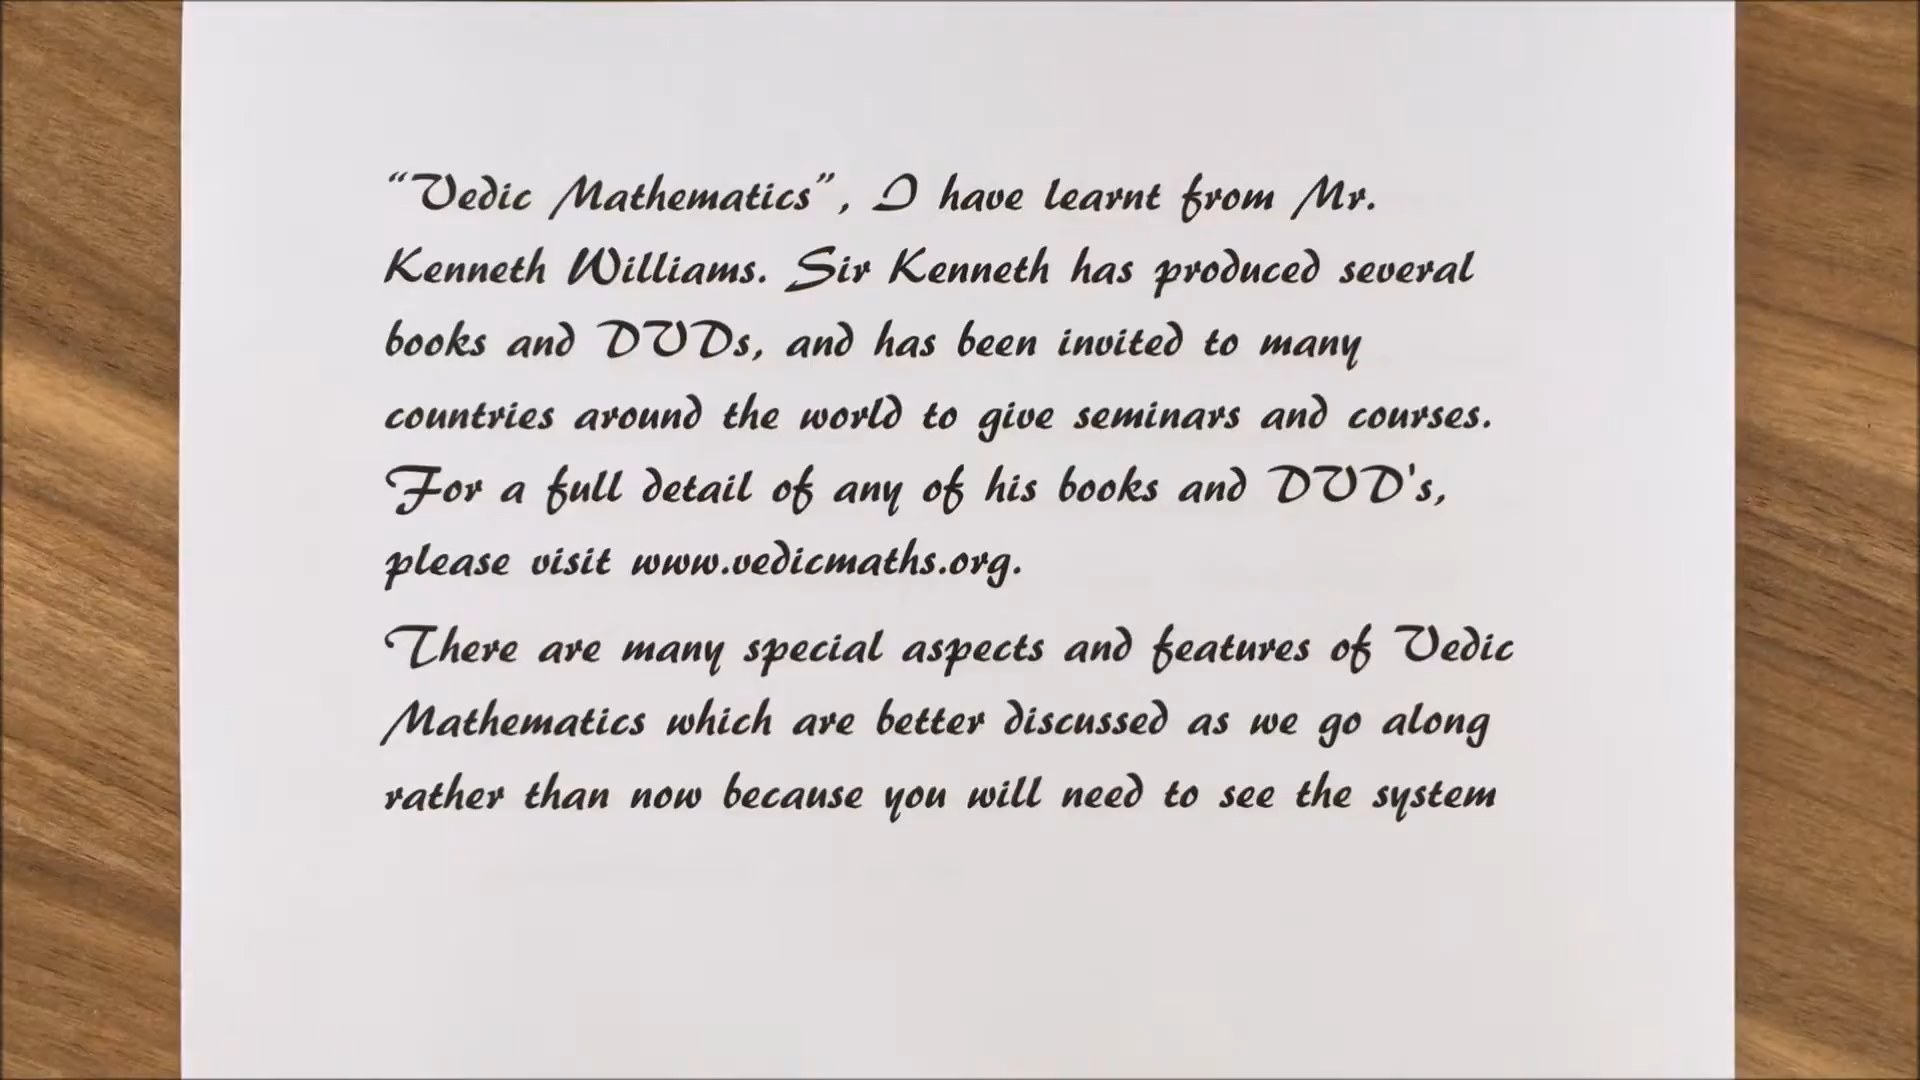 “Vedic Mathematics”, I have learnt from Mr.
Kenneth Williams. Sir Kenneth has produced several
books and DVDs, and has been invited to many
countries around the world to give seminars and courses.
For a full detail of any of his books and DVD's,
please visit www.vedicmaths.org.
There are many special aspects and features of Vedic
Mathematics which are better discussed as we go along
rather than now because you will need to see the system